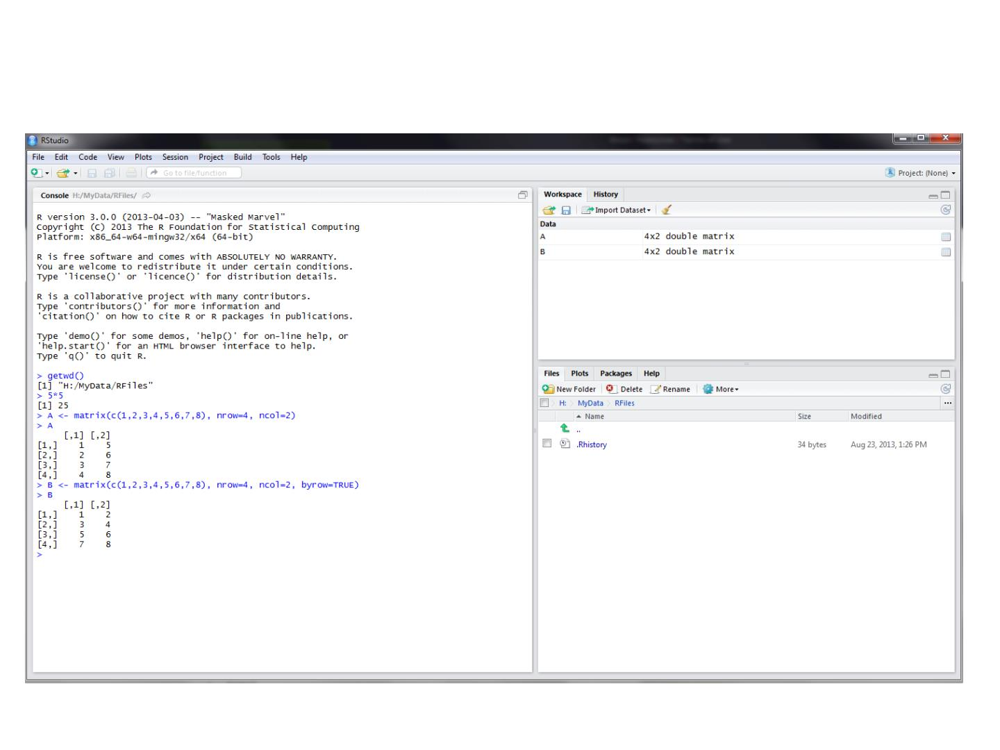 RStudio
File Edit Code View Plots Session Project Build Tools Help
Go to file/function
Project: (None)
Console H:/MyData/RFiles/
R version 3.0.0 (2013-04-03) -- "Masked Marvel"
Copyright (C) 2013 The R Foundation for Statistical Computing
Platform: x86_64-w64-mingw32/x64 (64-bit)
R is free software and comes with ABSOLUTELY NO WARRANTY.
You are welcome to redistribute it under certain conditions.
Type 'license()' or 'licence()' for distribution details.
R is a collaborative project with many contributors.
Type 'contributors()' for more information and
'citation()' on how to cite R or R packages in publications.
Type 'demo()' for some demos, 'help()' for on-line help, or
'help.start()' for an HTML browser interface to help.
Type 'q()' to quit R.
> getwd()
[1] "H:/MyData/RFiles"
> 5*5
[1] 25
> A <- matrix(c(1,2,3,4,5,6,7,8), nrow=4, ncol=2)
> A
[,1] [,2]
[1,] 1 5
[2,] 2 6
[3,] 3 7
[4,] 4 8
> B <- matrix(c(1,2,3,4,5,6,7,8), nrow=4, ncol=2, byrow=TRUE)
> B
[,1] [,2]
[1,] 1 2
[2,] 3 4
[3,] 5 6
[4,] 7 8
>
Workspace History
Import Dataset
Data
A 4x2 double matrix
B 4x2 double matrix
Files Plots Packages Help
New Folder Delete Rename More
H: MyData RFiles ...
Name Size Modified
..
.Rhistory 34 bytes Aug 23, 2013, 1:26 PM